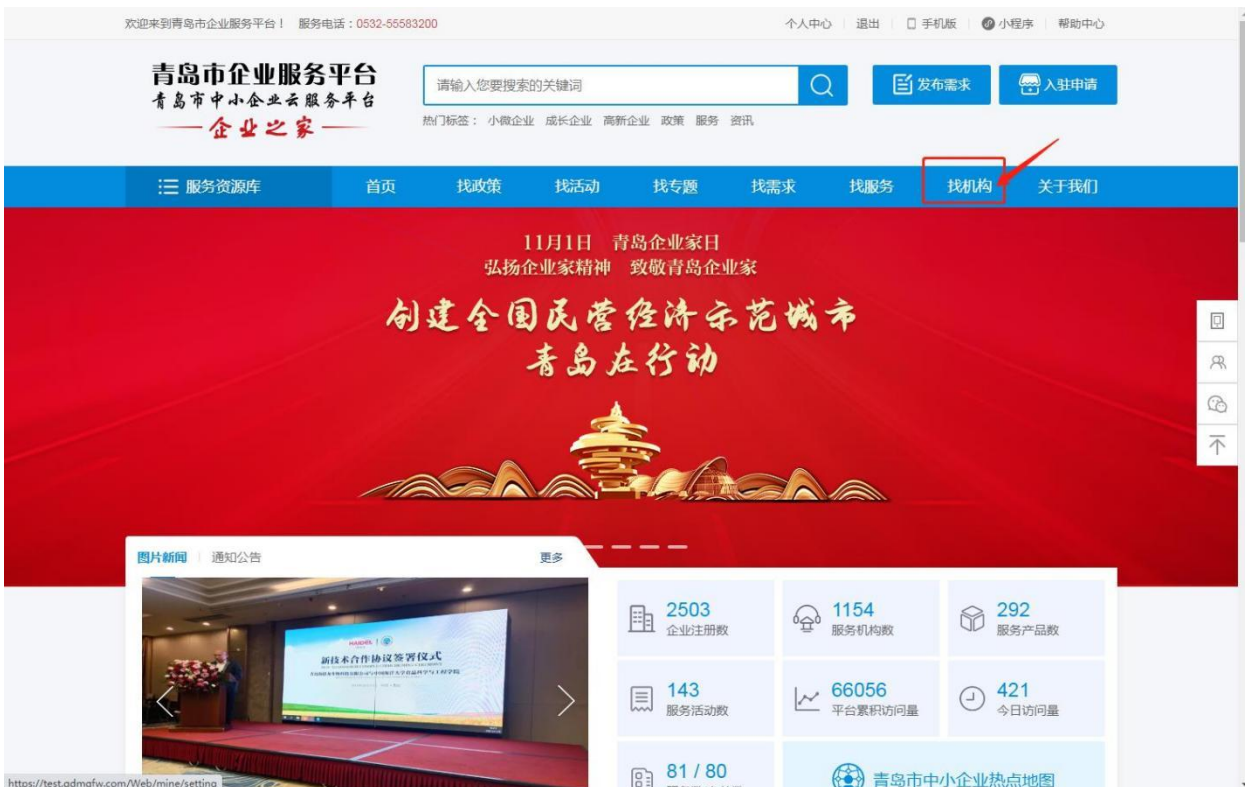 欢迎来到青岛市企业服务平台！ 服务电话：0532-55583200
个人中心 退出 手机版 小程序 帮助中心
青岛市企业服务平台
青岛市中小企业云服务平台
企业之家
请输入您要搜索的关键词
发布需求
入驻申请
热门标签： 小微企业 成长企业 高新企业 政策 服务 资讯
服务资源库 首页 找政策 找活动 找专题 找需求 找服务 找机构 关于我们
11月1日 青岛企业家日
弘扬企业家精神 致敬青岛企业家
创建全国民营经济示范城市
青岛在行动
图片新闻 通知公告 更多
新技术合作协议签署仪式
2503
企业注册数
1154
服务机构数
292
服务产品数
143
服务活动数
66056
平台累积访问量
421
今日访问量
81 / 80
青岛市中小企业热点地图
https://test.qdmqfw.com/Web/mine/setting